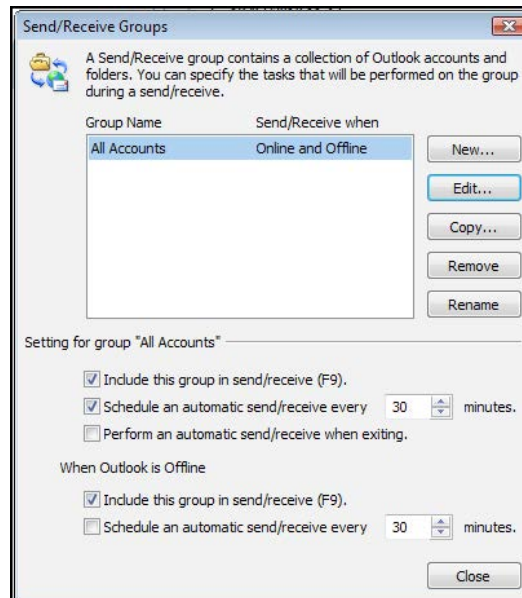 Send/Receive Groups
A Send/Receive group contains a collection of Outlook accounts and
folders. You can specify the tasks that will be performed on the group
during a send/receive.
Group Name Send/Receive when
All Accounts Online and Offline
New...
Edit...
Copy...
Remove
Rename
Setting for group "All Accounts"
Include this group in send/receive (F9).
Schedule an automatic send/receive every 30 minutes.
Perform an automatic send/receive when exiting.
When Outlook is Offline
Include this group in send/receive (F9).
Schedule an automatic send/receive every 30 minutes.
Close